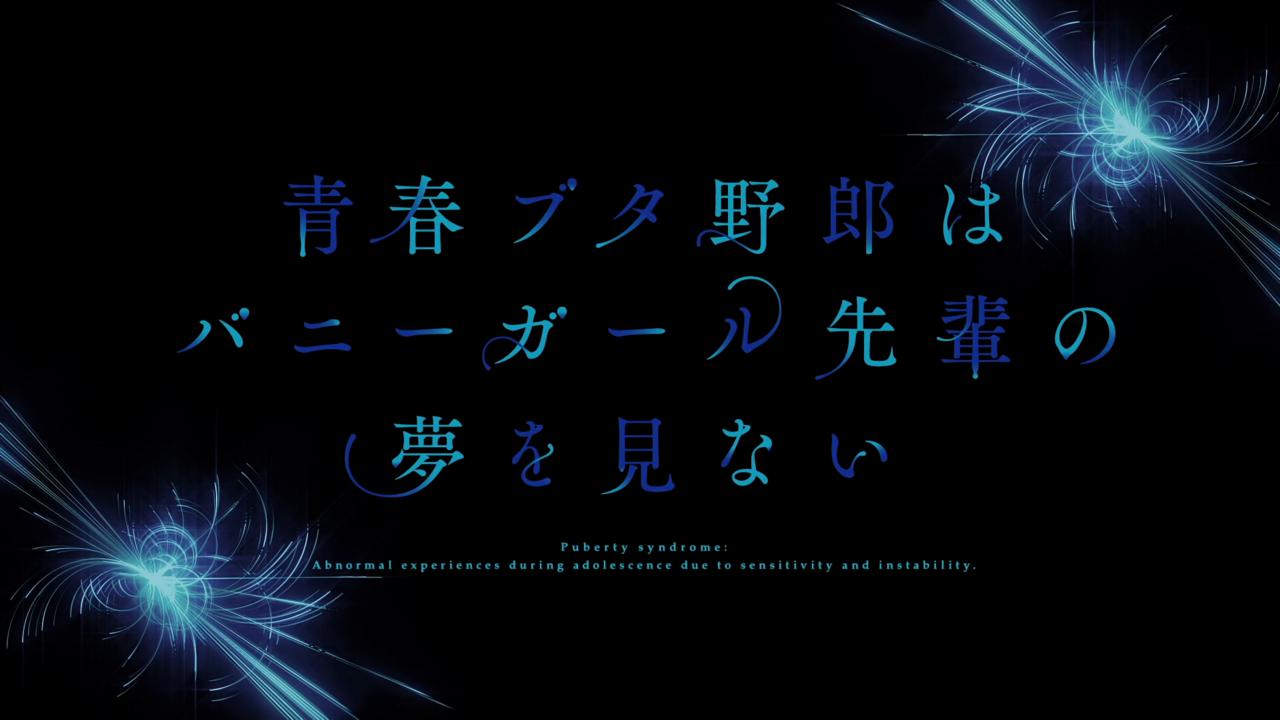 青春ブタ野郎は
バニーガール先輩の
夢を見ない
Puberty syndrome:
Abnormal experiences during adolescence due to sensitivity and instability.